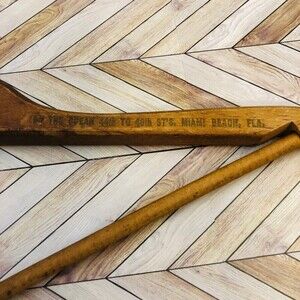 THE OCEAN 44th TO 46th ST'S. MIAMI BEACH, FLA.